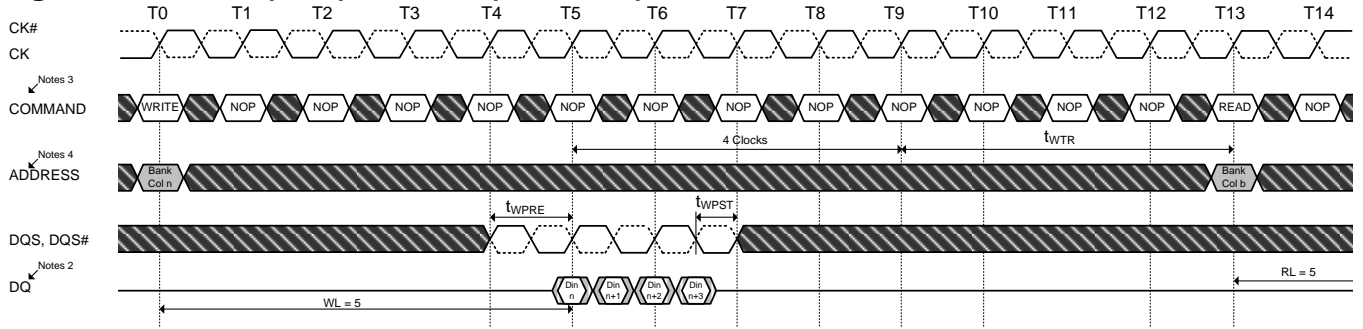 T0 T1 T2 T3 T4 T5 T6 T7 T8 T9 T10 T11 T12 T13 T14
CK#
CK
Notes 3
COMMAND
WRITE NOP NOP NOP NOP NOP NOP NOP NOP NOP NOP NOP NOP READ NOP
4 Clocks tWTR
Notes 4
ADDRESS
Bank Bank
Col n Col b
tWPRE tWPST
DQS, DQS#
Notes 2
DQ
Din Din Din Din
n n+1 n+2 n+3
WL = 5 RL = 5